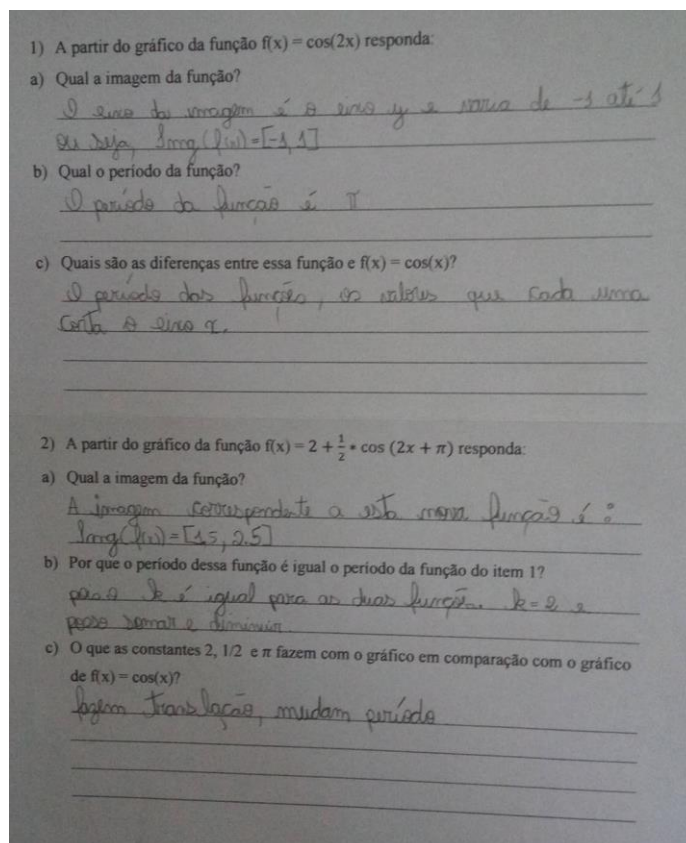 1) A partir do gráfico da função f(x) = cos(2x) responda:
a) Qual a imagem da função?
O eixo da imagem é o eixo y e varia de -1 até 1
ou seja, Img(f(x))=[-1,1]
b) Qual o período da função?
O período da função é π
c) Quais são as diferenças entre essa função e f(x) = cos(x)?
O período das funções, os valores que cada uma
corta o eixo x.
2) A partir do gráfico da função f(x) = 2 + 1/2 * cos (2x + π) responda:
a) Qual a imagem da função?
A imagem correspondente a esta nova função é:
Img(f(x))=[1.5, 2.5]
b) Por que o período dessa função é igual o período da função do item 1?
k é igual para as duas funções. k=2 e
posso somar e diminuir.
c) O que as constantes 2, 1/2 e π fazem com o gráfico em comparação com o gráfico
de f(x) = cos(x)?
fazem translação, mudam período